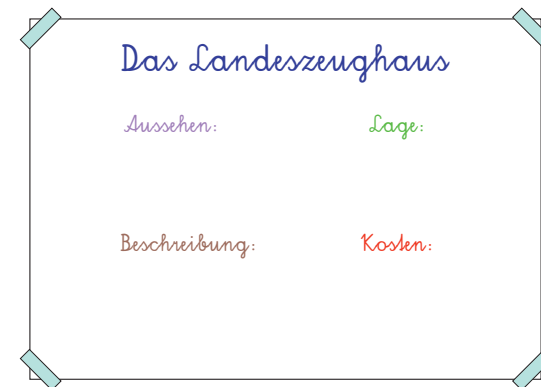 Das Landeszeughaus
Aussehen:
Lage:
Beschreibung:
Kosten: